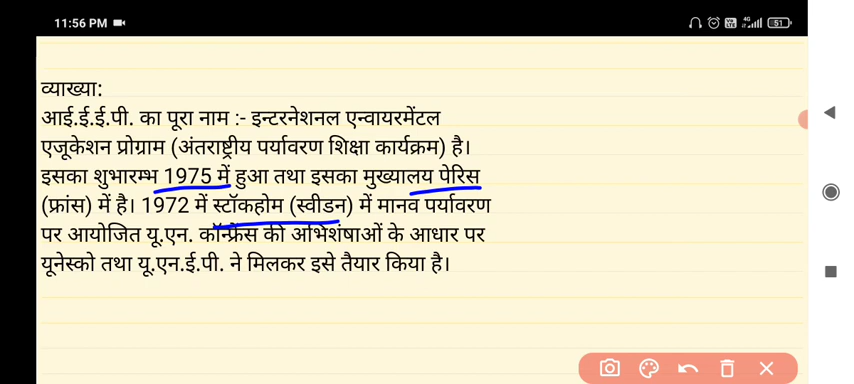 11:56 PM
4G
51
व्याख्या:
आई.ई.ई.पी. का पूरा नाम :- इन्टरनेशनल एन्वायरमेंटल
एजूकेशन प्रोग्राम (अंतराष्ट्रीय पर्यावरण शिक्षा कार्यक्रम) है।
इसका शुभारम्भ 1975 में हुआ तथा इसका मुख्यालय पेरिस
(फ्रांस) में है। 1972 में स्टॉकहोम (स्वीडन) में मानव पर्यावरण
पर आयोजित यू.एन. कॉन्फ्रेंस की अभिशंषाओं के आधार पर
यूनेस्को तथा यू.एन.ई.पी. ने मिलकर इसे तैयार किया है।